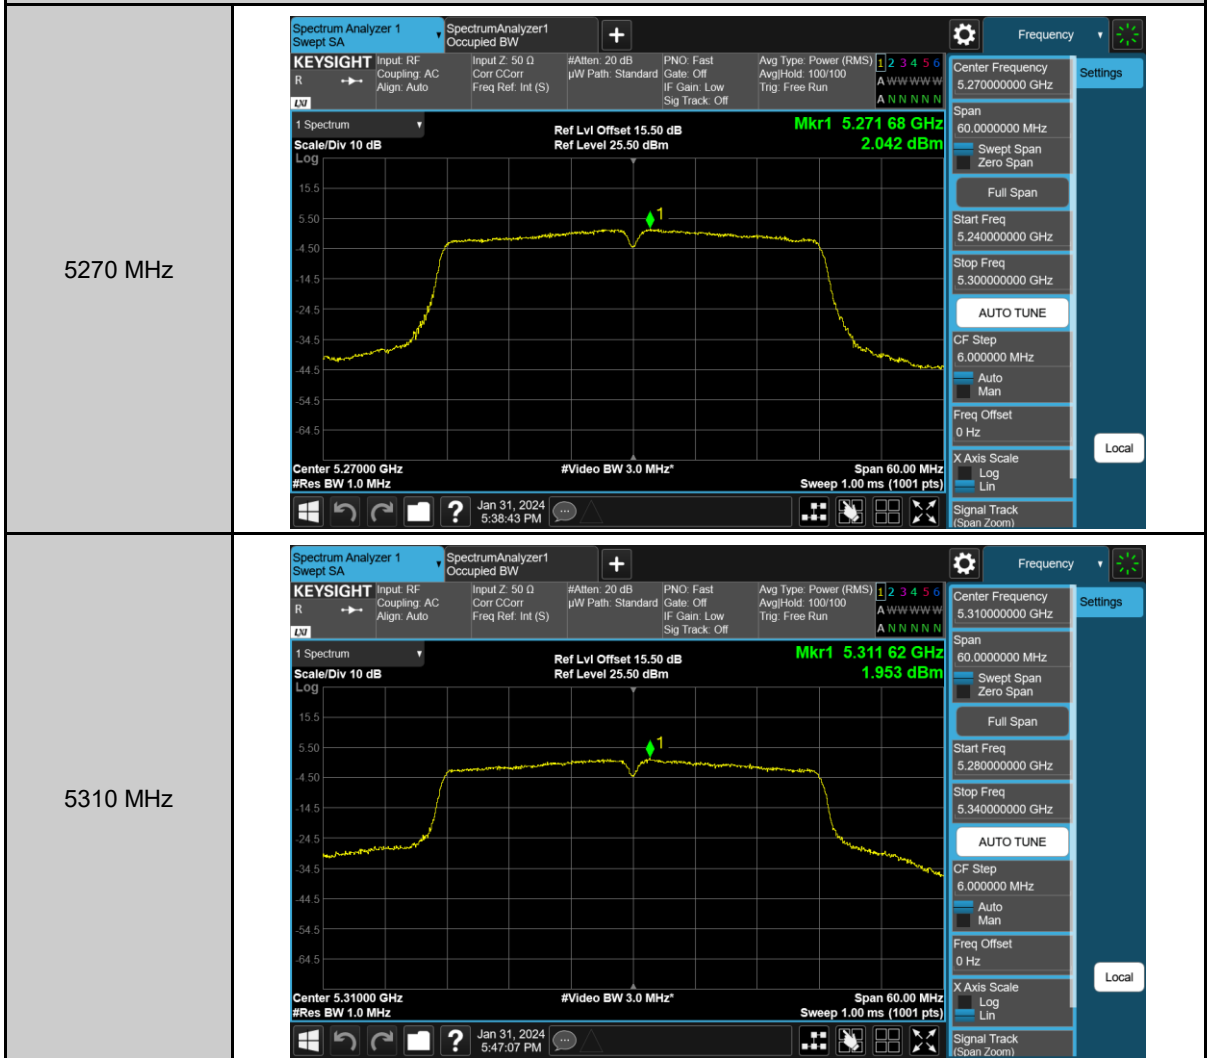 5270 MHz
Spectrum Analyzer 1
Swept SA
SpectrumAnalyzer1
Occupied BW
Frequency
KEYSIGHT
R
LXI
Input: RF
Coupling: AC
Align: Auto
Input Z: 50 Ω
Corr CCorr
Freq Ref: Int (S)
#Atten: 20 dB
µW Path: Standard
PNO: Fast
Gate: Off
IF Gain: Low
Sig Track: Off
Avg Type: Power (RMS)
Avg|Hold: 100/100
Trig: Free Run
1 2 3 4 5 6
A W W W W W
A N N N N N
1 Spectrum
Scale/Div 10 dB
Log
Ref Lvl Offset 15.50 dB
Ref Level 25.50 dBm
Mkr1 5.271 68 GHz
2.042 dBm
15.5
5.50
-4.50
-14.5
-24.5
-34.5
-44.5
-54.5
-64.5
1
Center 5.27000 GHz
#Res BW 1.0 MHz
#Video BW 3.0 MHz*
Span 60.00 MHz
Sweep 1.00 ms (1001 pts)
?
Jan 31, 2024
5:38:43 PM
Center Frequency
5.270000000 GHz
Settings
Span
60.0000000 MHz
Swept Span
Zero Span
Full Span
Start Freq
5.240000000 GHz
Stop Freq
5.300000000 GHz
AUTO TUNE
CF Step
6.000000 MHz
Auto
Man
Freq Offset
0 Hz
X Axis Scale
Log
Lin
Local
Signal Track
(Span Zoom)
5310 MHz
Spectrum Analyzer 1
Swept SA
SpectrumAnalyzer1
Occupied BW
Frequency
KEYSIGHT
R
LXI
Input: RF
Coupling: AC
Align: Auto
Input Z: 50 Ω
Corr CCorr
Freq Ref: Int (S)
#Atten: 20 dB
µW Path: Standard
PNO: Fast
Gate: Off
IF Gain: Low
Sig Track: Off
Avg Type: Power (RMS)
Avg|Hold: 100/100
Trig: Free Run
1 2 3 4 5 6
A W W W W W
A N N N N N
1 Spectrum
Scale/Div 10 dB
Log
Ref Lvl Offset 15.50 dB
Ref Level 25.50 dBm
Mkr1 5.311 62 GHz
1.953 dBm
15.5
5.50
-4.50
-14.5
-24.5
-34.5
-44.5
-54.5
-64.5
1
Center 5.31000 GHz
#Res BW 1.0 MHz
#Video BW 3.0 MHz*
Span 60.00 MHz
Sweep 1.00 ms (1001 pts)
?
Jan 31, 2024
5:47:07 PM
Center Frequency
5.310000000 GHz
Settings
Span
60.0000000 MHz
Swept Span
Zero Span
Full Span
Start Freq
5.280000000 GHz
Stop Freq
5.340000000 GHz
AUTO TUNE
CF Step
6.000000 MHz
Auto
Man
Freq Offset
0 Hz
X Axis Scale
Log
Lin
Local
Signal Track
(Span Zoom)